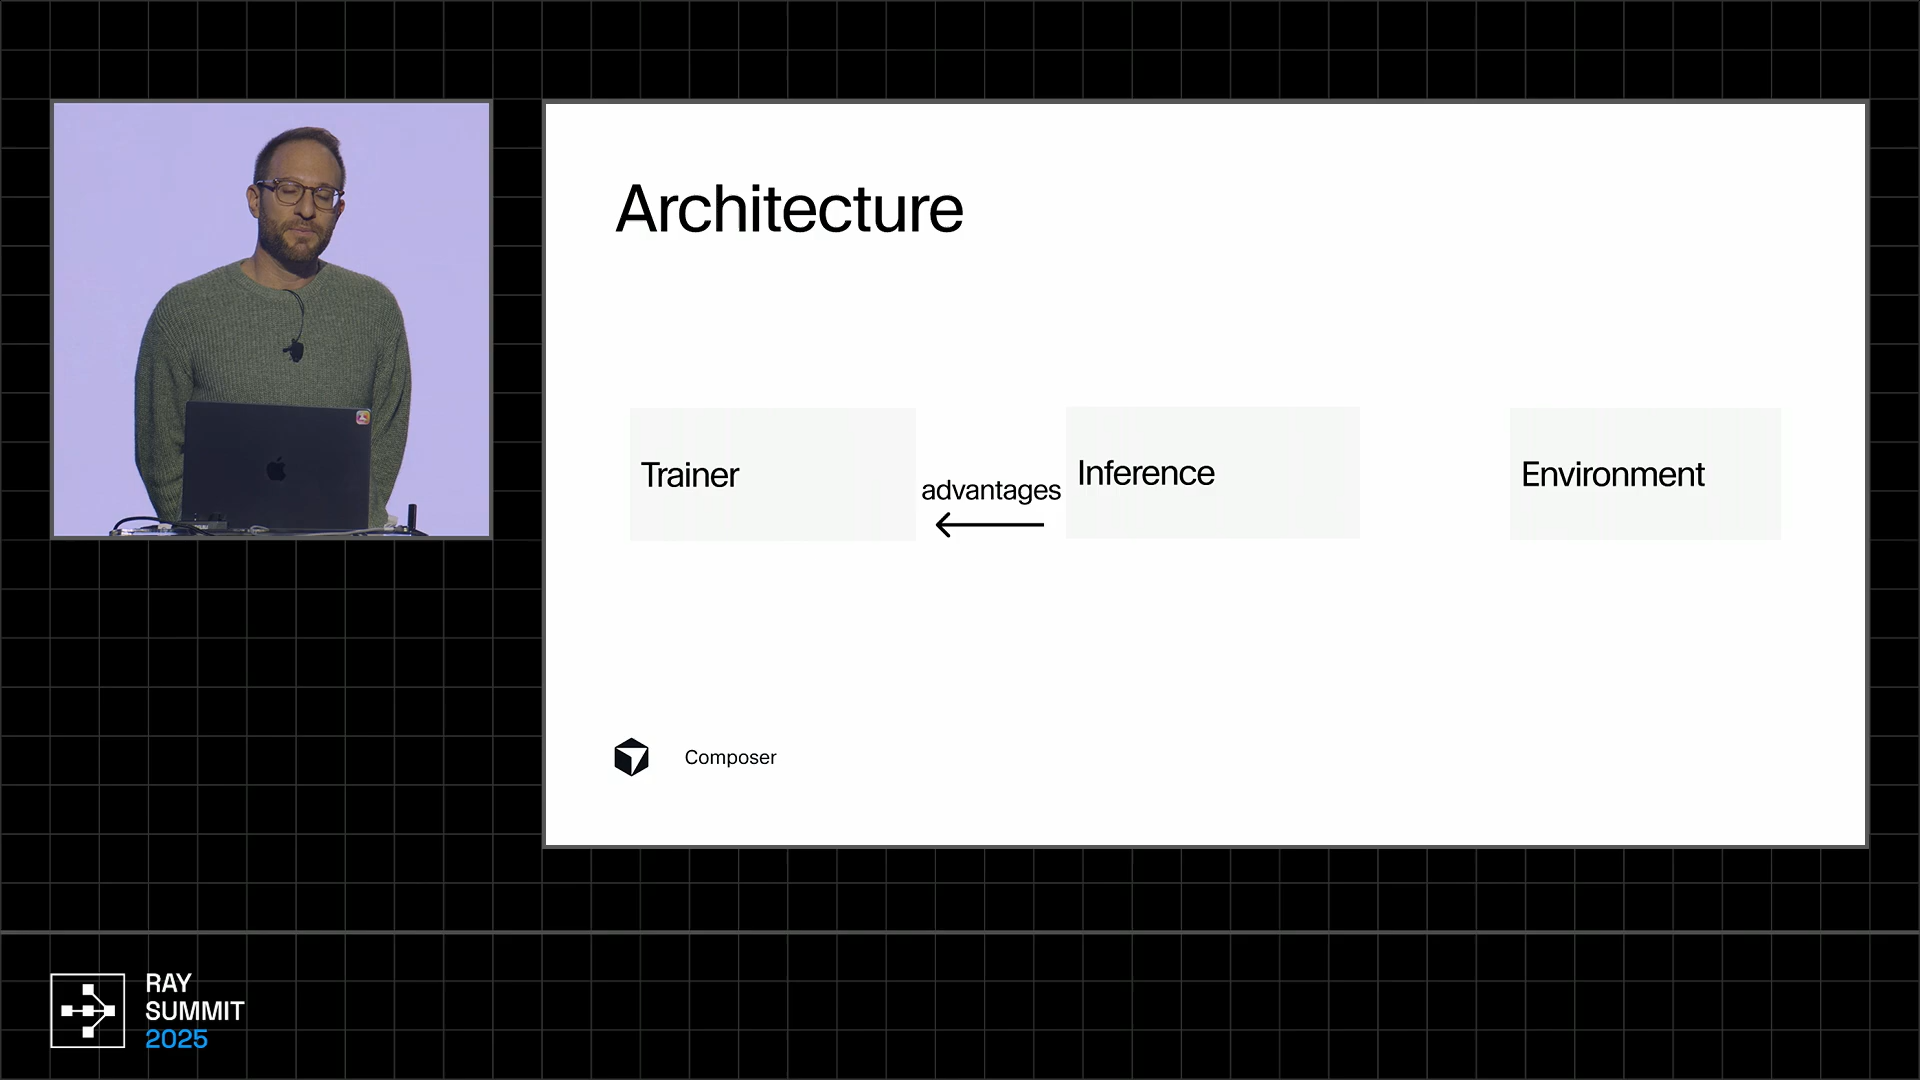 Architecture
Trainer
advantages
Inference
Environment
Composer
RAY
SUMMIT
2025